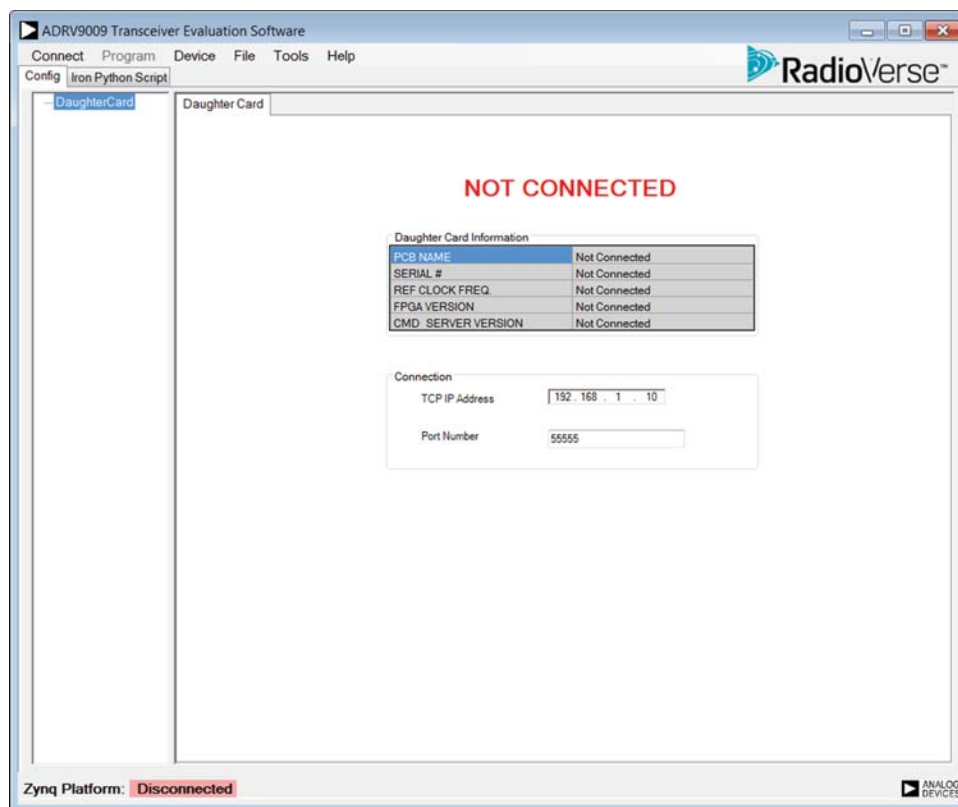 ADRV9009 Transceiver Evaluation Software
Connect Program Device File Tools Help
RadioVerse™
Config Iron Python Script
DaughterCard
Daughter Card
NOT CONNECTED
Daughter Card Information
PCB NAME Not Connected
SERIAL # Not Connected
REF CLOCK FREQ. Not Connected
FPGA VERSION Not Connected
CMD SERVER VERSION Not Connected
Connection
TCP IP Address 192 . 168 . 1 . 10
Port Number 55555
Zynq Platform: Disconnected
ANALOG
DEVICES